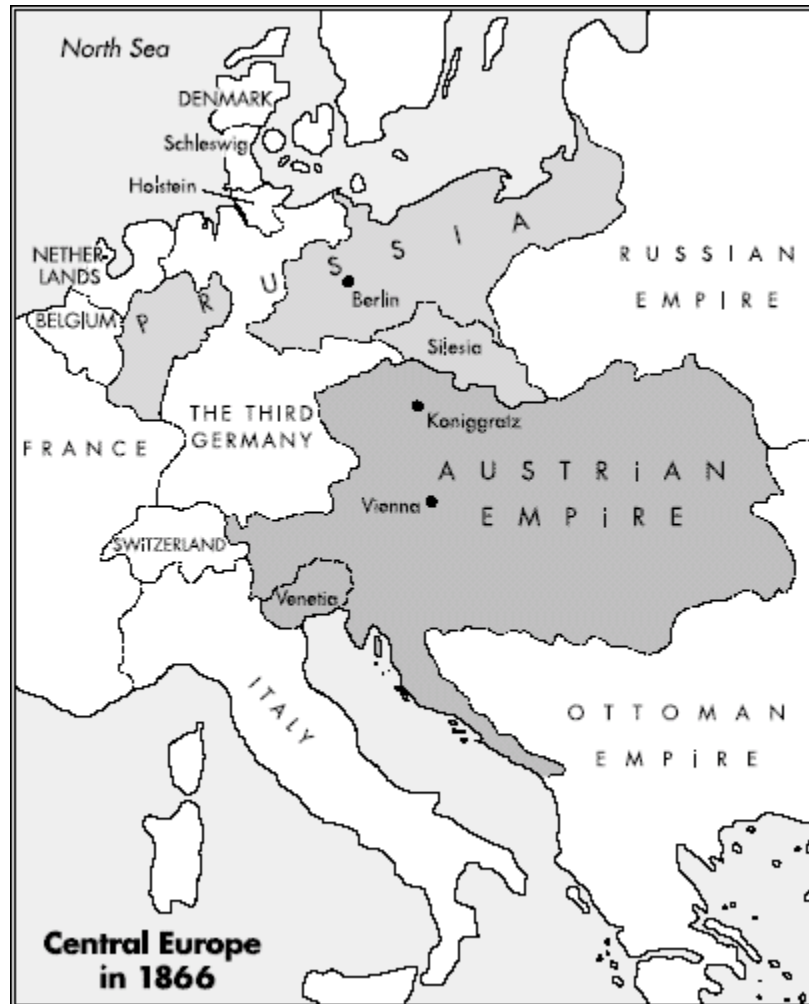 North Sea
DENMARK
Schleswig
Holstein
NETHER
LANDS
BELGIUM
PRUSSIA
Berlin
RUSSIAN
EMPIRE
Silesia
THE THIRD
GERMANY
Koniggratz
FRANCE
AUSTRiAN
EMPiRE
Vienna
SWiTZERLAND
Venetia
ITALY
OTTOMAN
EMPiRE
Central Europe
in 1866